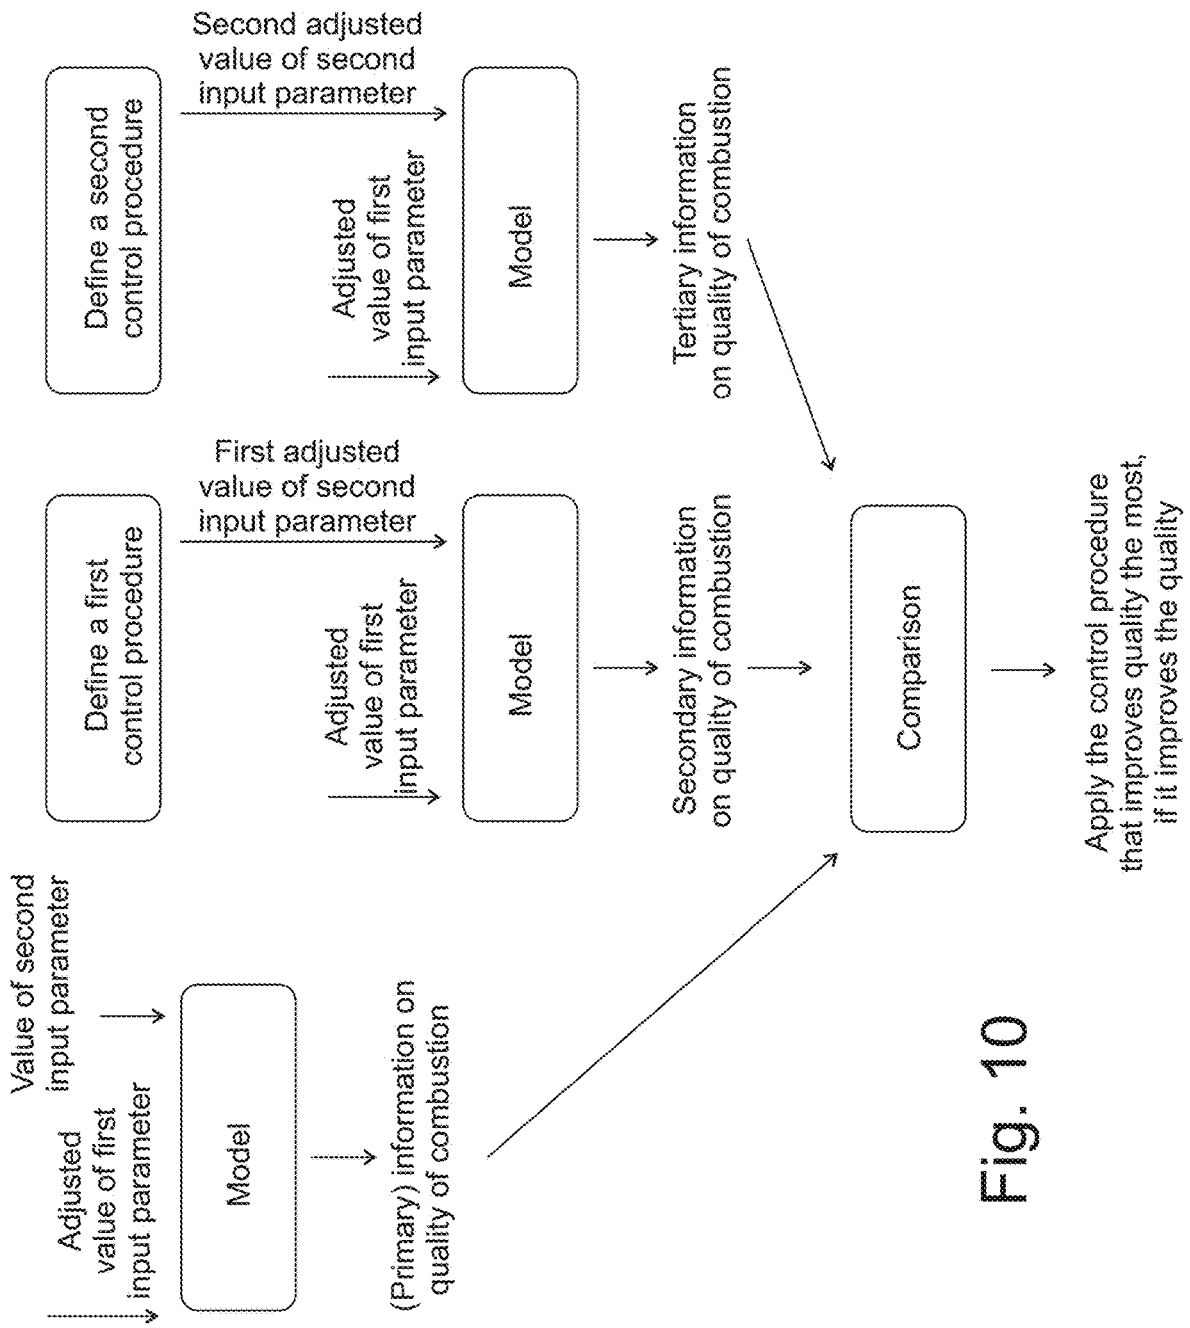 Value of second
input parameter
Adjusted
value of first
input parameter
Model
(Primary) information on
quality of combustion
Define a first
control procedure
First adjusted
value of second
input parameter
Adjusted
value of first
input parameter
Model
Secondary information
on quality of combustion
Define a second
control procedure
Second adjusted
value of second
input parameter
Adjusted
value of first
input parameter
Model
Tertiary information
on quality of combustion
Comparison
Apply the control procedure
that improves quality the most,
if it improves the quality
Fig. 10